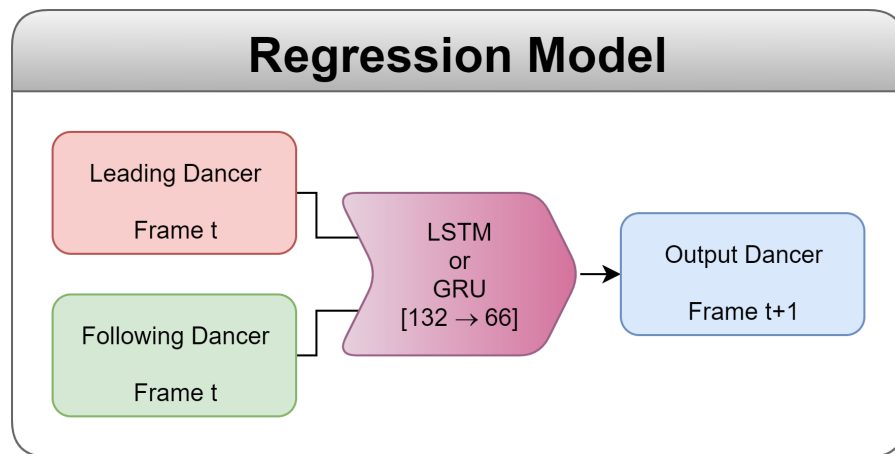 Regression Model
Leading Dancer
Frame t
Following Dancer
Frame t
LSTM
or
GRU
[132 → 66]
Output Dancer
Frame t+1